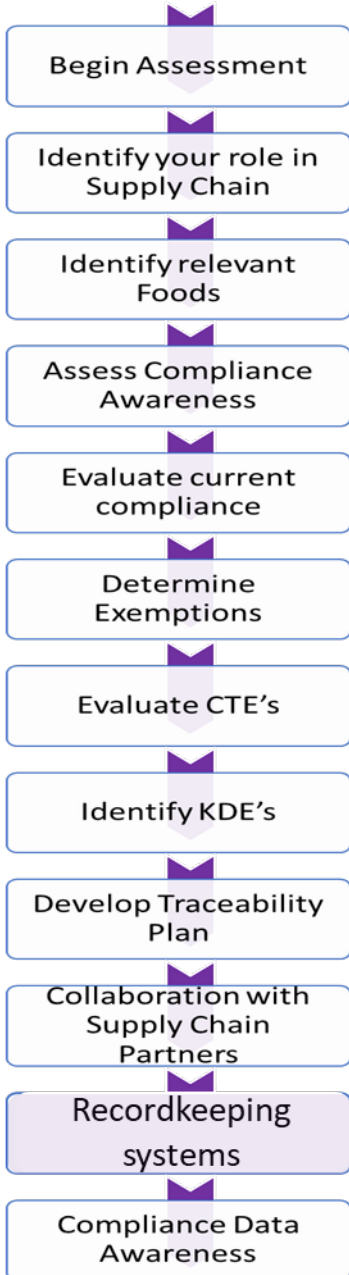 Begin Assessment
Identify your role in
Supply Chain
Identify relevant
Foods
Assess Compliance
Awareness
Evaluate current
compliance
Determine
Exemptions
Evaluate CTE's
Identify KDE's
Develop Traceability
Plan
Collaboration with
Supply Chain
Partners
Recordkeeping
systems
Compliance Data
Awareness